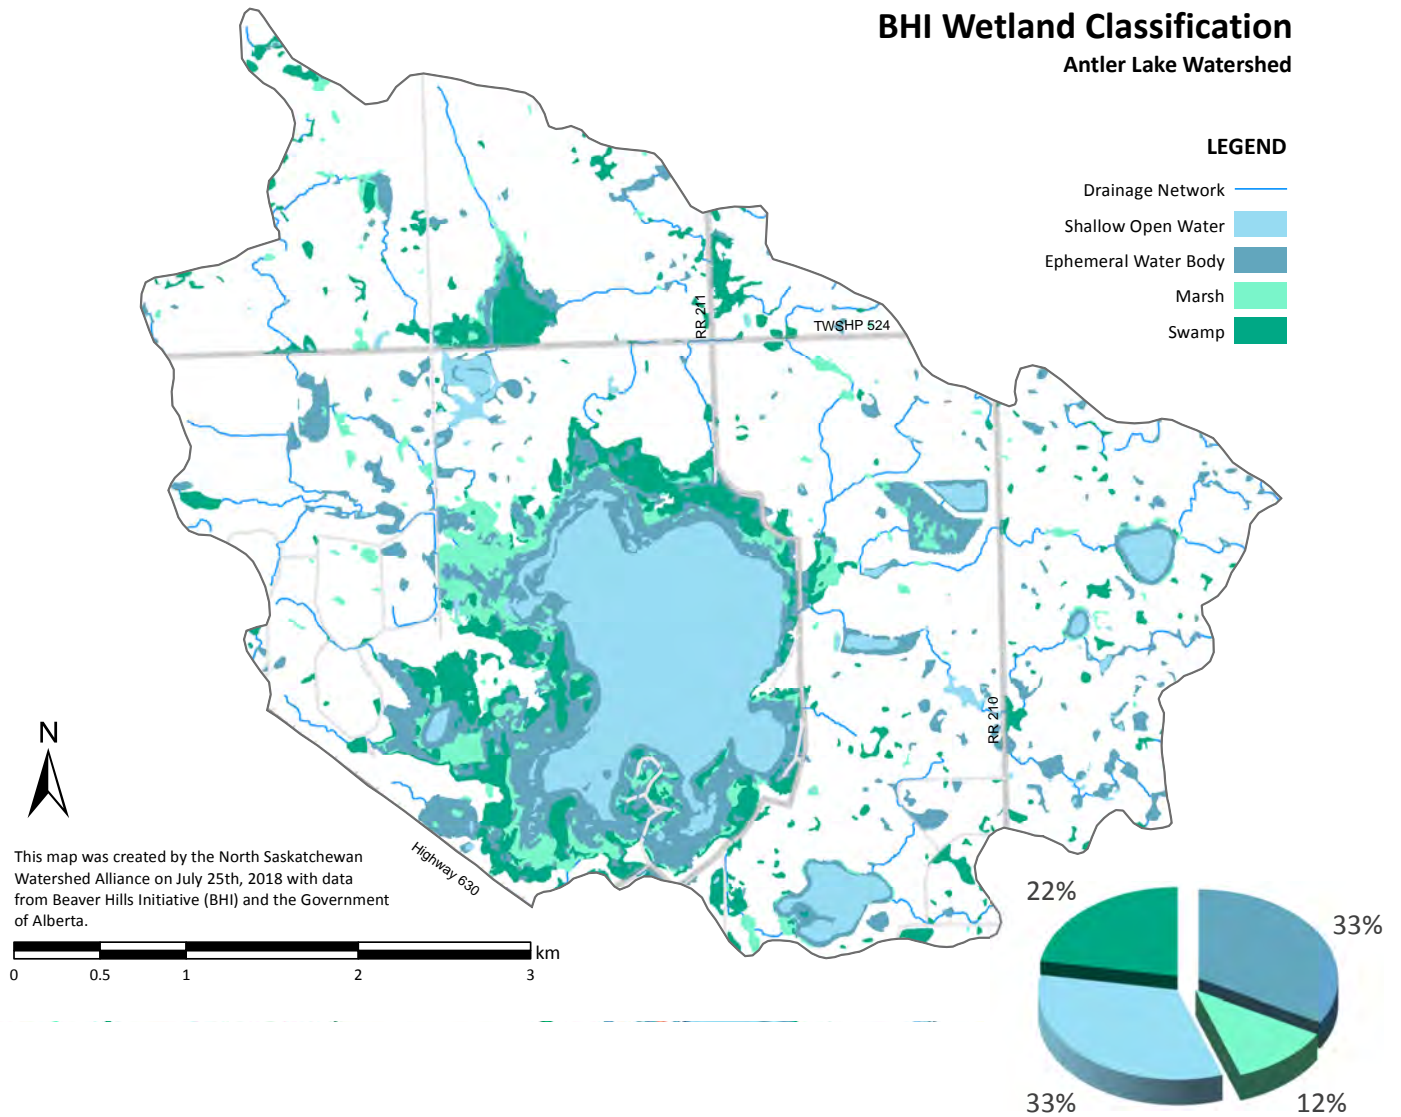 BHI Wetland Classification
Antler Lake Watershed
LEGEND
Drainage Network
Shallow Open Water
Ephemeral Water Body
Marsh
Swamp
RR 211
TWSHP 524
RR 210
Highway 630
N
This map was created by the North Saskatchewan
Watershed Alliance on July 25th, 2018 with data
from Beaver Hills Initiative (BHI) and the Government
of Alberta.
km
0 0.5 1 2 3
22%
33%
33%
12%